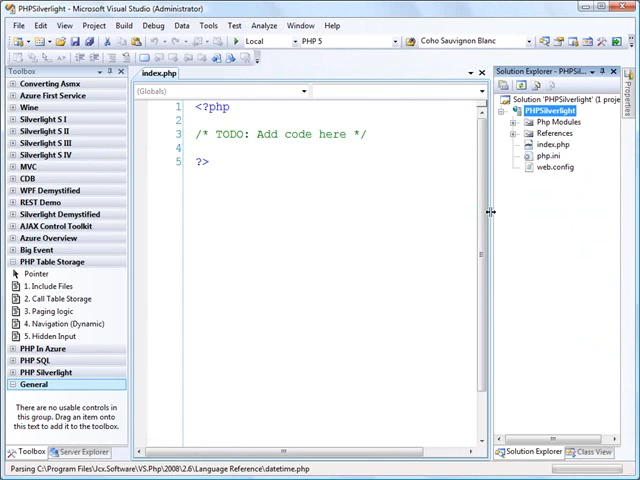 PHPSilverlight - Microsoft Visual Studio (Administrator)
File Edit View Project Build Debug Data Tools Test Analyze Window Help
Local PHP 5 Coho Sauvignon Blanc
Toolbox
Converting Asmx
Azure First Service
Wine
Silverlight S I
Silverlight S II
Silverlight S III
Silverlight S IV
MVC
CDB
WPF Demystified
REST Demo
Silverlight Demystified
AJAX Control Toolkit
Azure Overview
Big Event
PHP Table Storage
Pointer
1. Include Files
2. Call Table Storage
3. Paging logic
4. Navigation (Dynamic)
5. Hidden Input
PHP In Azure
PHP SQL
PHP Silverlight
General
There are no usable controls in
this group. Drag an item onto
this text to add it to the toolbox.
Toolbox Server Explorer
index.php
(Globals)
1 <?php
2
3 /* TODO: Add code here */
4
5 ?>
Solution Explorer - PHPSil...
Solution 'PHPSilverlight' (1 proje
PHPSilverlight
Php Modules
References
index.php
php.ini
web.config
Solution Explorer Class View
Properties
Parsing C:\Program Files\Jcx.Software\VS.Php\2008\2.6\Language Reference\datetime.php